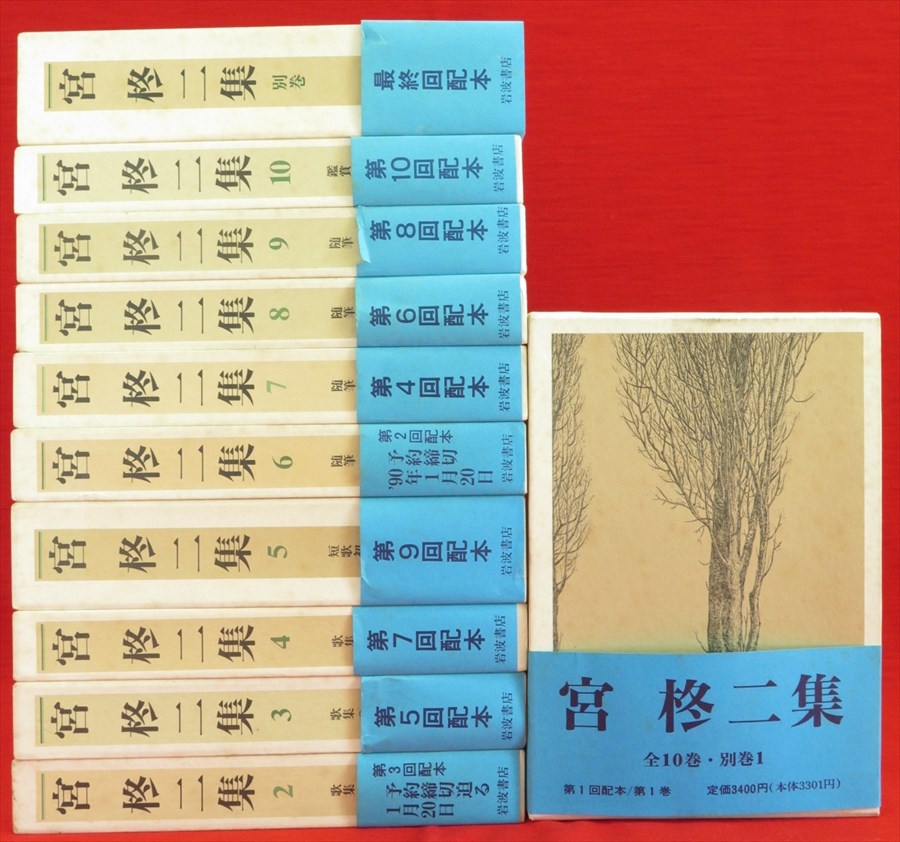 宮 柊二集 別巻
最終回配本
岩波書店
宮 柊二集 10 鑑賞
第10回配本
岩波書店
宮 柊二集 9 随筆
第8回配本
岩波書店
宮 柊二集 8 随筆
第6回配本
岩波書店
宮 柊二集 7 随筆
第4回配本
岩波書店
宮 柊二集 6 随筆
第2回配本
予約締切
'90年1月20日
岩波書店
宮 柊二集 5 短歌初
第9回配本
岩波書店
宮 柊二集 4 歌集
第7回配本
岩波書店
宮 柊二集 3 歌集
第5回配本
岩波書店
宮 柊二集 2 歌集
第3回配本
予約締切迫る
1月20日
岩波書店
宮 柊二集
全10巻・別巻1
第1回配本/第1巻 定価3400円(本体3301円)